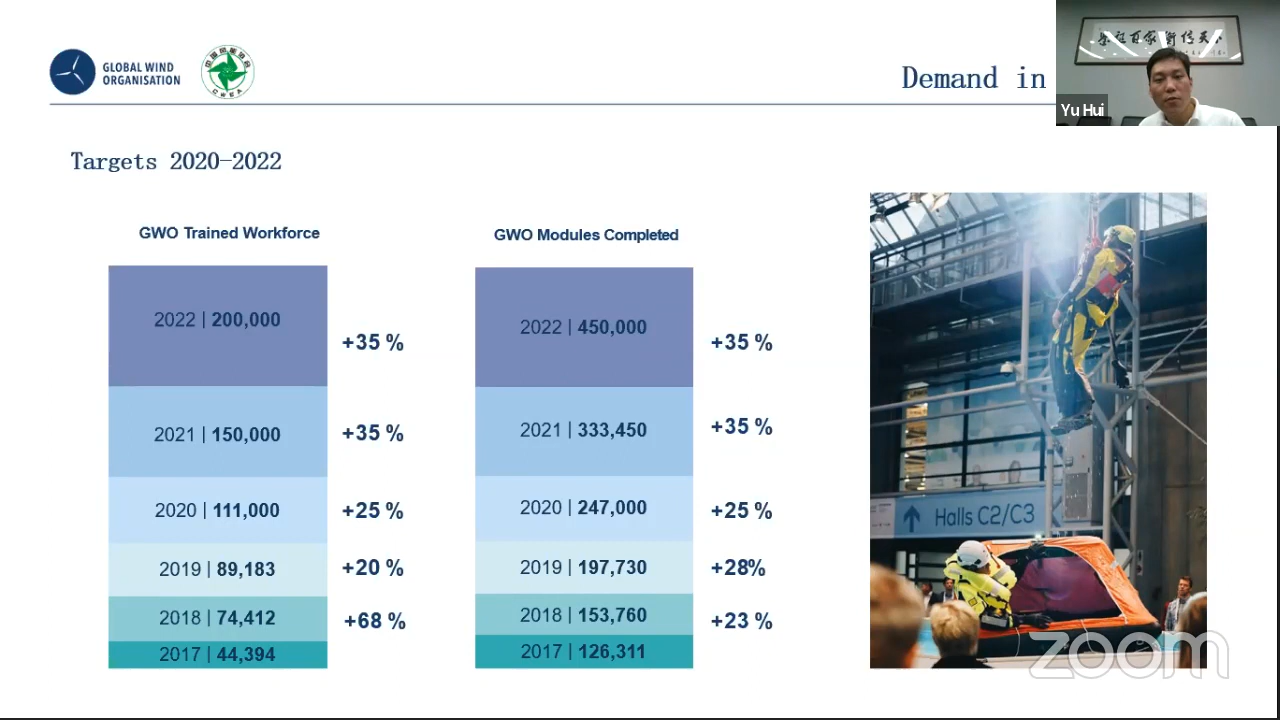 GLOBAL WIND
ORGANISATION
Demand in
Yu Hui
Targets 2020-2022
GWO Trained Workforce
2022 | 200,000
+35 %
2021 | 150,000
+35 %
2020 | 111,000
+25 %
2019 | 89,183
+20 %
2018 | 74,412
+68 %
2017 | 44,394
GWO Modules Completed
2022 | 450,000
+35 %
2021 | 333,450
+35 %
2020 | 247,000
+25 %
2019 | 197,730
+28%
2018 | 153,760
+23 %
2017 | 126,311
Halls C2/C3
zoom